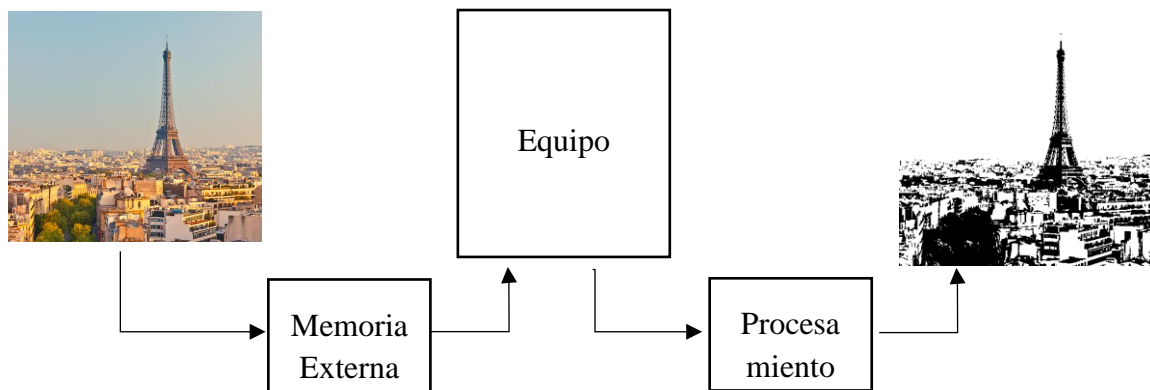 Equipo
Memoria
Externa
Procesa
miento